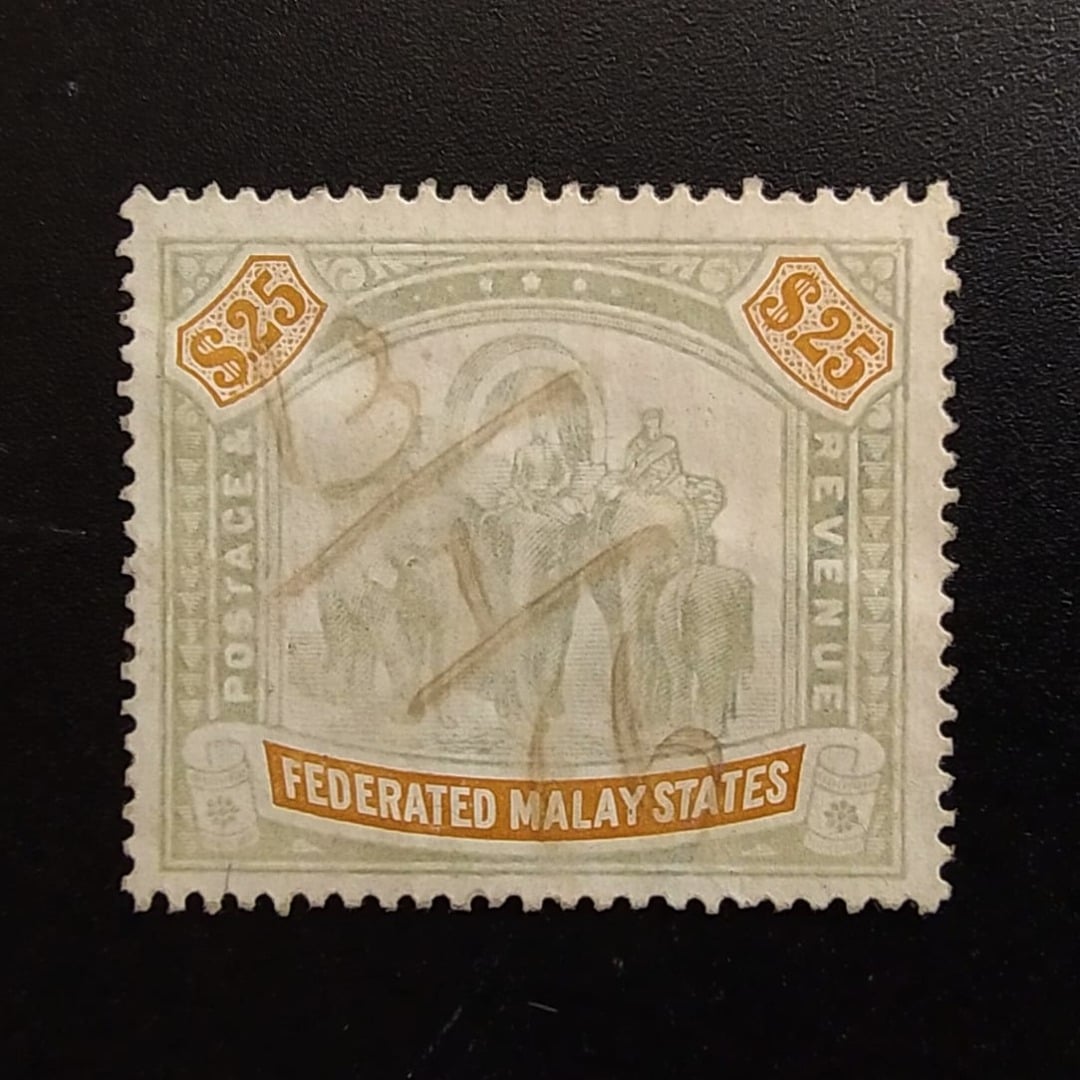 $.25
$.25
POSTAGE &
REVENUE
FEDERATED MALAY STATES